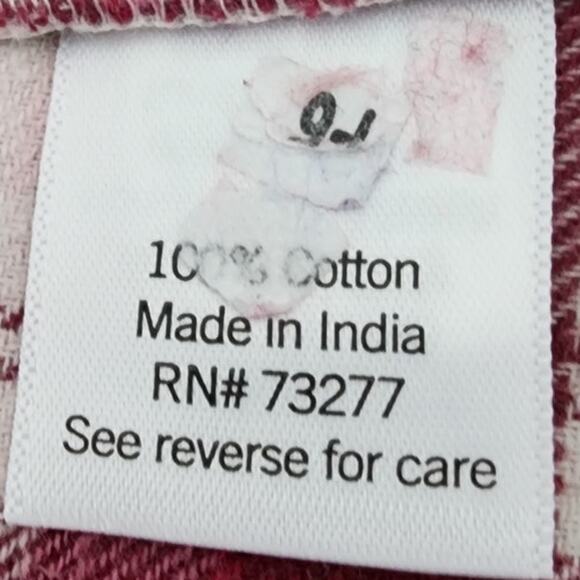 100% Cotton
Made in India
RN# 73277
See reverse for care